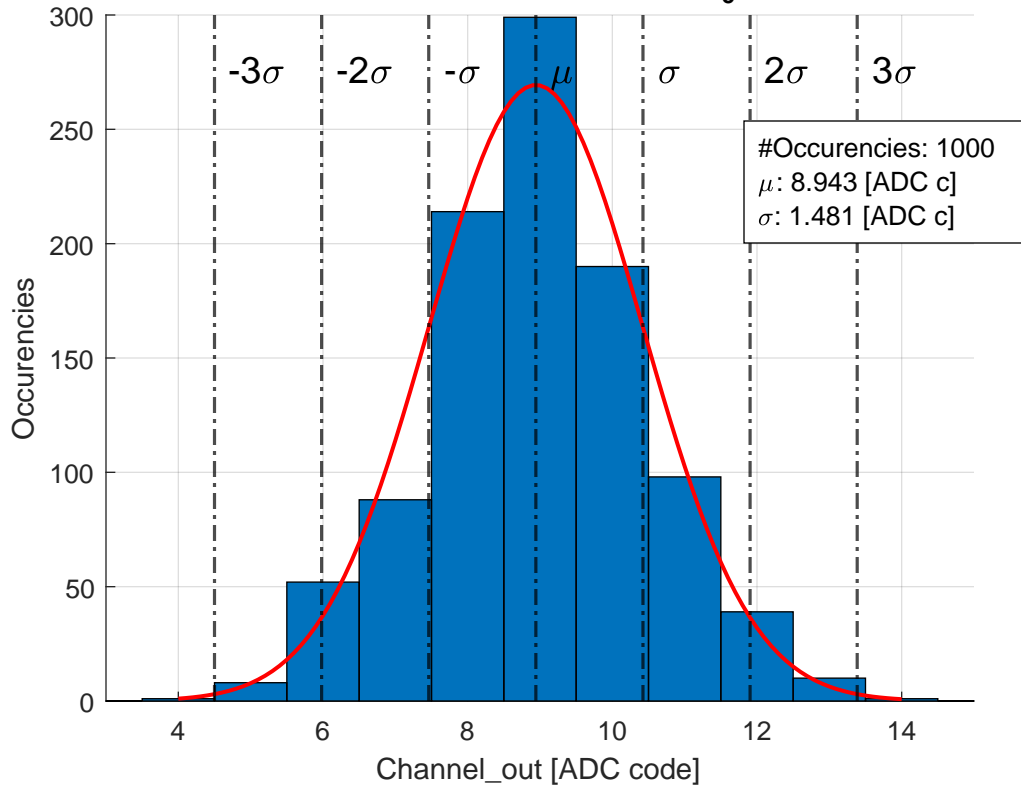 300
250
200
150
100
50
0
-3σ -2σ -σ μ σ 2σ 3σ
#Occurencies: 1000
μ: 8.943 [ADC c]
σ: 1.481 [ADC c]
Occurencies
4 6 8 10 12 14
Channel_out [ADC code]